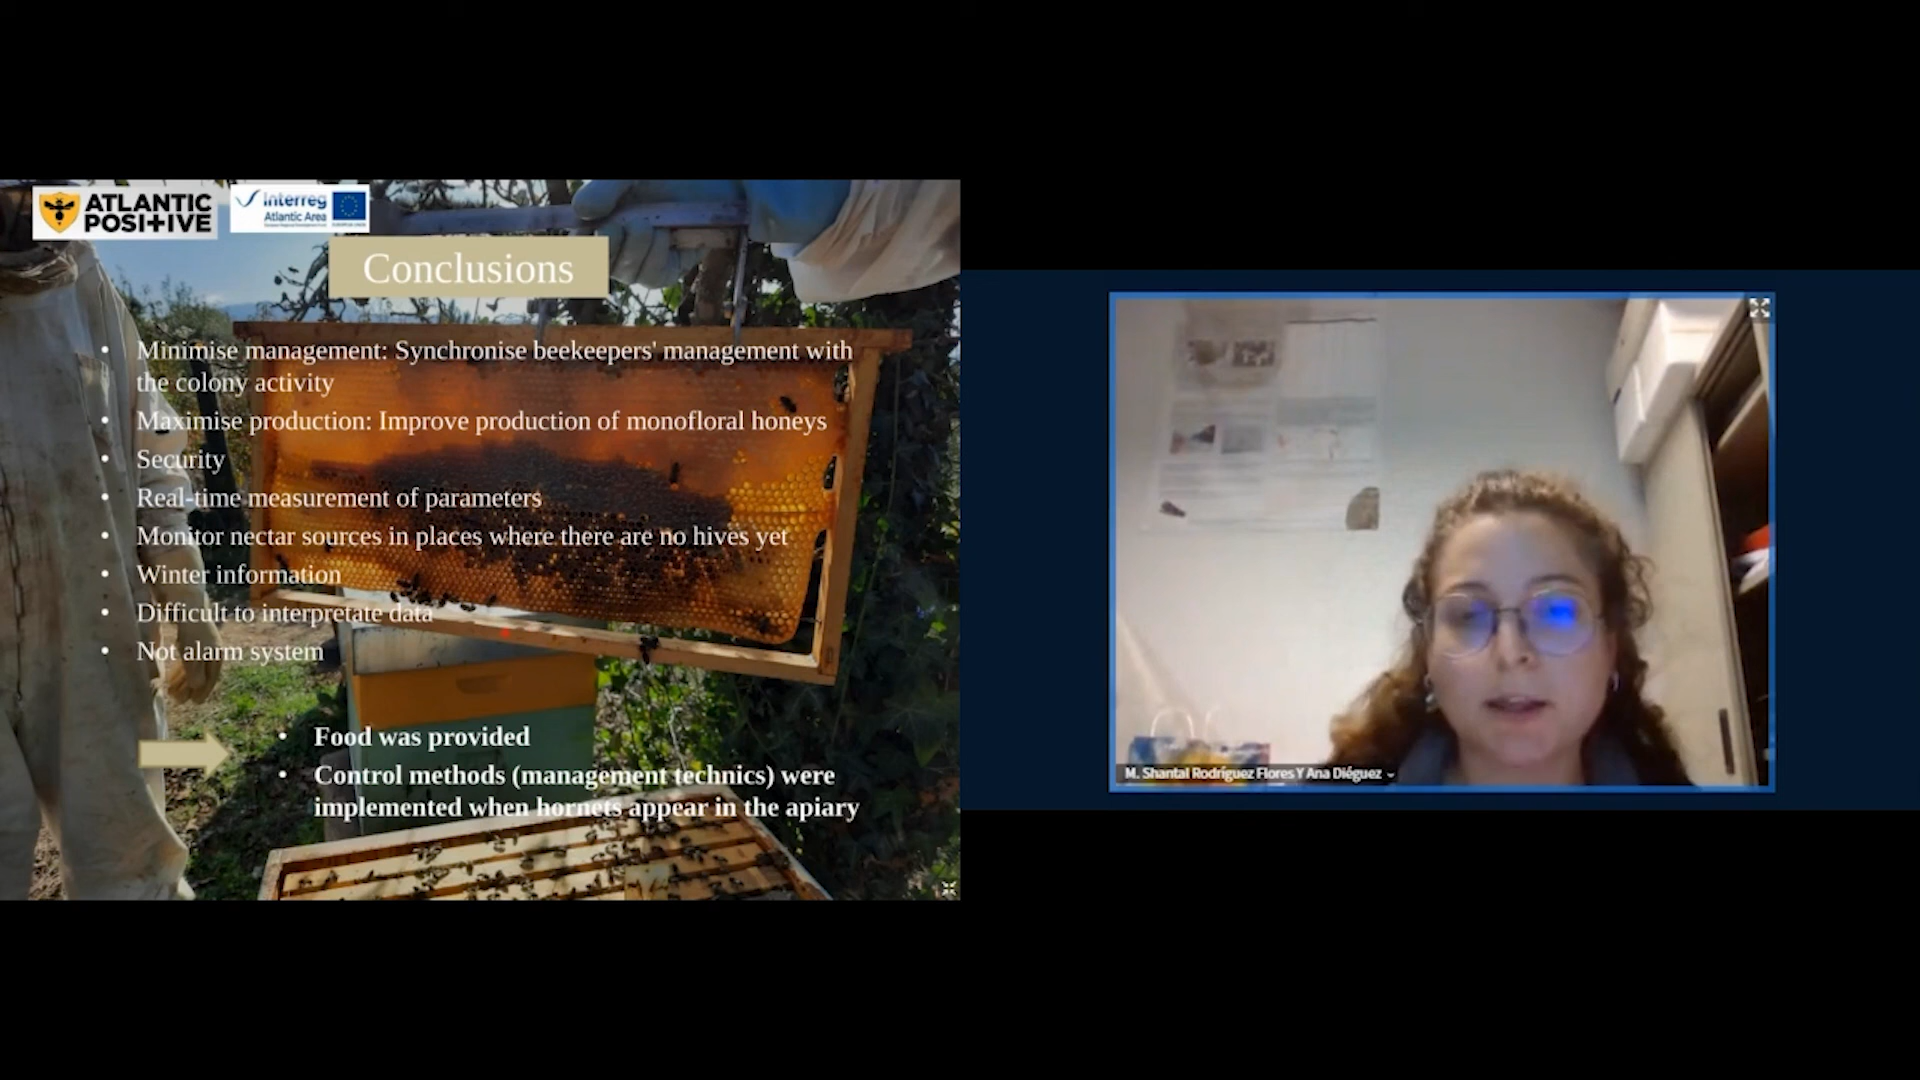 ATLANTIC
POSI+IVE
Interreg
Atlantic Area
Conclusions
• Minimise management: Synchronise beekeepers' management with
the colony activity
• Maximise production: Improve production of monofloral honeys
• Security
• Real-time measurement of parameters
• Monitor nectar sources in places where there are no hives yet
• Winter information
• Difficult to interpretate data
• Not alarm system
• Food was provided
• Control methods (management technics) were
implemented when hornets appear in the apiary
M. Shantal Rodríguez Flores Y Ana Diéguez